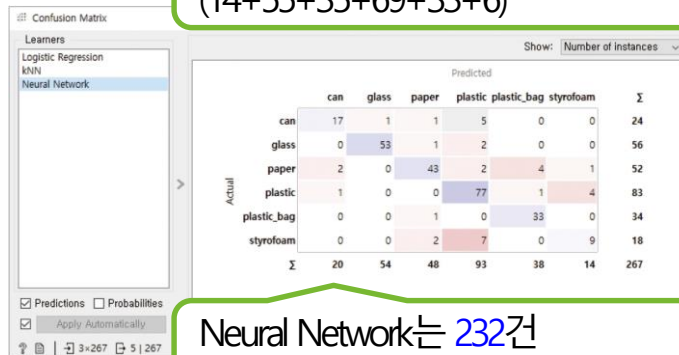 (14+55+35+69+33+6)
Confusion Matrix
Learners
Logistic Regression
kNN
Neural Network
Show: Number of instances
Predicted
can glass paper plastic plastic_bag styrofoam Σ
can 17 1 1 5 0 0 24
glass 0 53 1 2 0 0 56
paper 2 0 43 2 4 1 52
Actual
plastic 1 0 0 77 1 4 83
plastic_bag 0 0 1 0 33 0 34
styrofoam 0 0 2 7 0 9 18
Σ 20 54 48 93 38 14 267
Predictions Probabilities
Apply Automatically
? 3×267 5 | 267
Neural Network는 232건